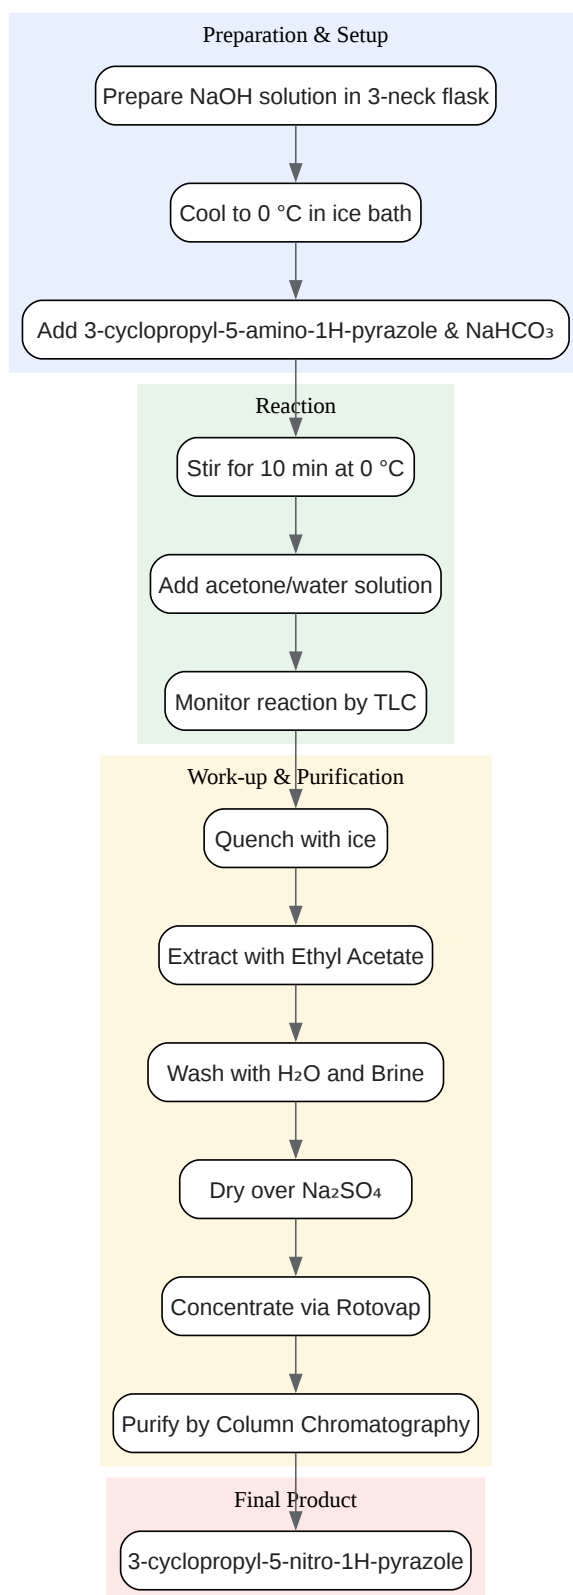 Preparation & Setup
Prepare NaOH solution in 3-neck flask
Cool to 0 °C in ice bath
Add 3-cyclopropyl-5-amino-1H-pyrazole & NaHCO₃
Reaction
Stir for 10 min at 0 °C
Add acetone/water solution
Monitor reaction by TLC
Work-up & Purification
Quench with ice
Extract with Ethyl Acetate
Wash with H₂O and Brine
Dry over Na₂SO₄
Concentrate via Rotovap
Purify by Column Chromatography
Final Product
3-cyclopropyl-5-nitro-1H-pyrazole